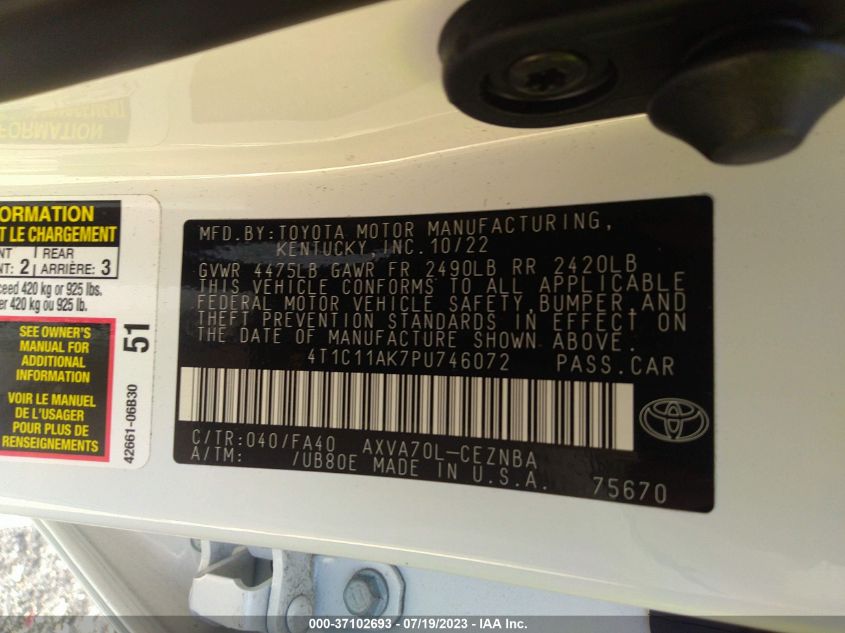 FORMATION
ORMATION
T LE CHARGEMENT
NT REAR
NT: 2 ARRIÈRE: 3
ceed 420 kg or 925 lbs.
er 420 kg ou 925 lb.
SEE OWNER'S
MANUAL FOR
ADDITIONAL
INFORMATION
VOIR LE MANUEL
DE L'USAGER
POUR PLUS DE
RENSEIGNEMENTS
51
42661-06B30
MFD.BY:TOYOTA MOTOR MANUFACTURING,
KENTUCKY,INC.10/22
GVWR 4475LB GAWR FR 2490LB RR 2420LB
THIS VEHICLE CONFORMS TO ALL APPLICABLE
FEDERAL MOTOR VEHICLE SAFETY,BUMPER,AND
THEFT PREVENTION STANDARDS IN EFFECT ON
THE DATE OF MANUFACTURE SHOWN ABOVE.
4T1C11AK7PU746072 PASS.CAR
C/TR:040/FA40 AXVA70L-CEZNBA
A/TM: /UB80E MADE IN U.S.A. 75670
000-37102693 - 07/19/2023 - IAA Inc.